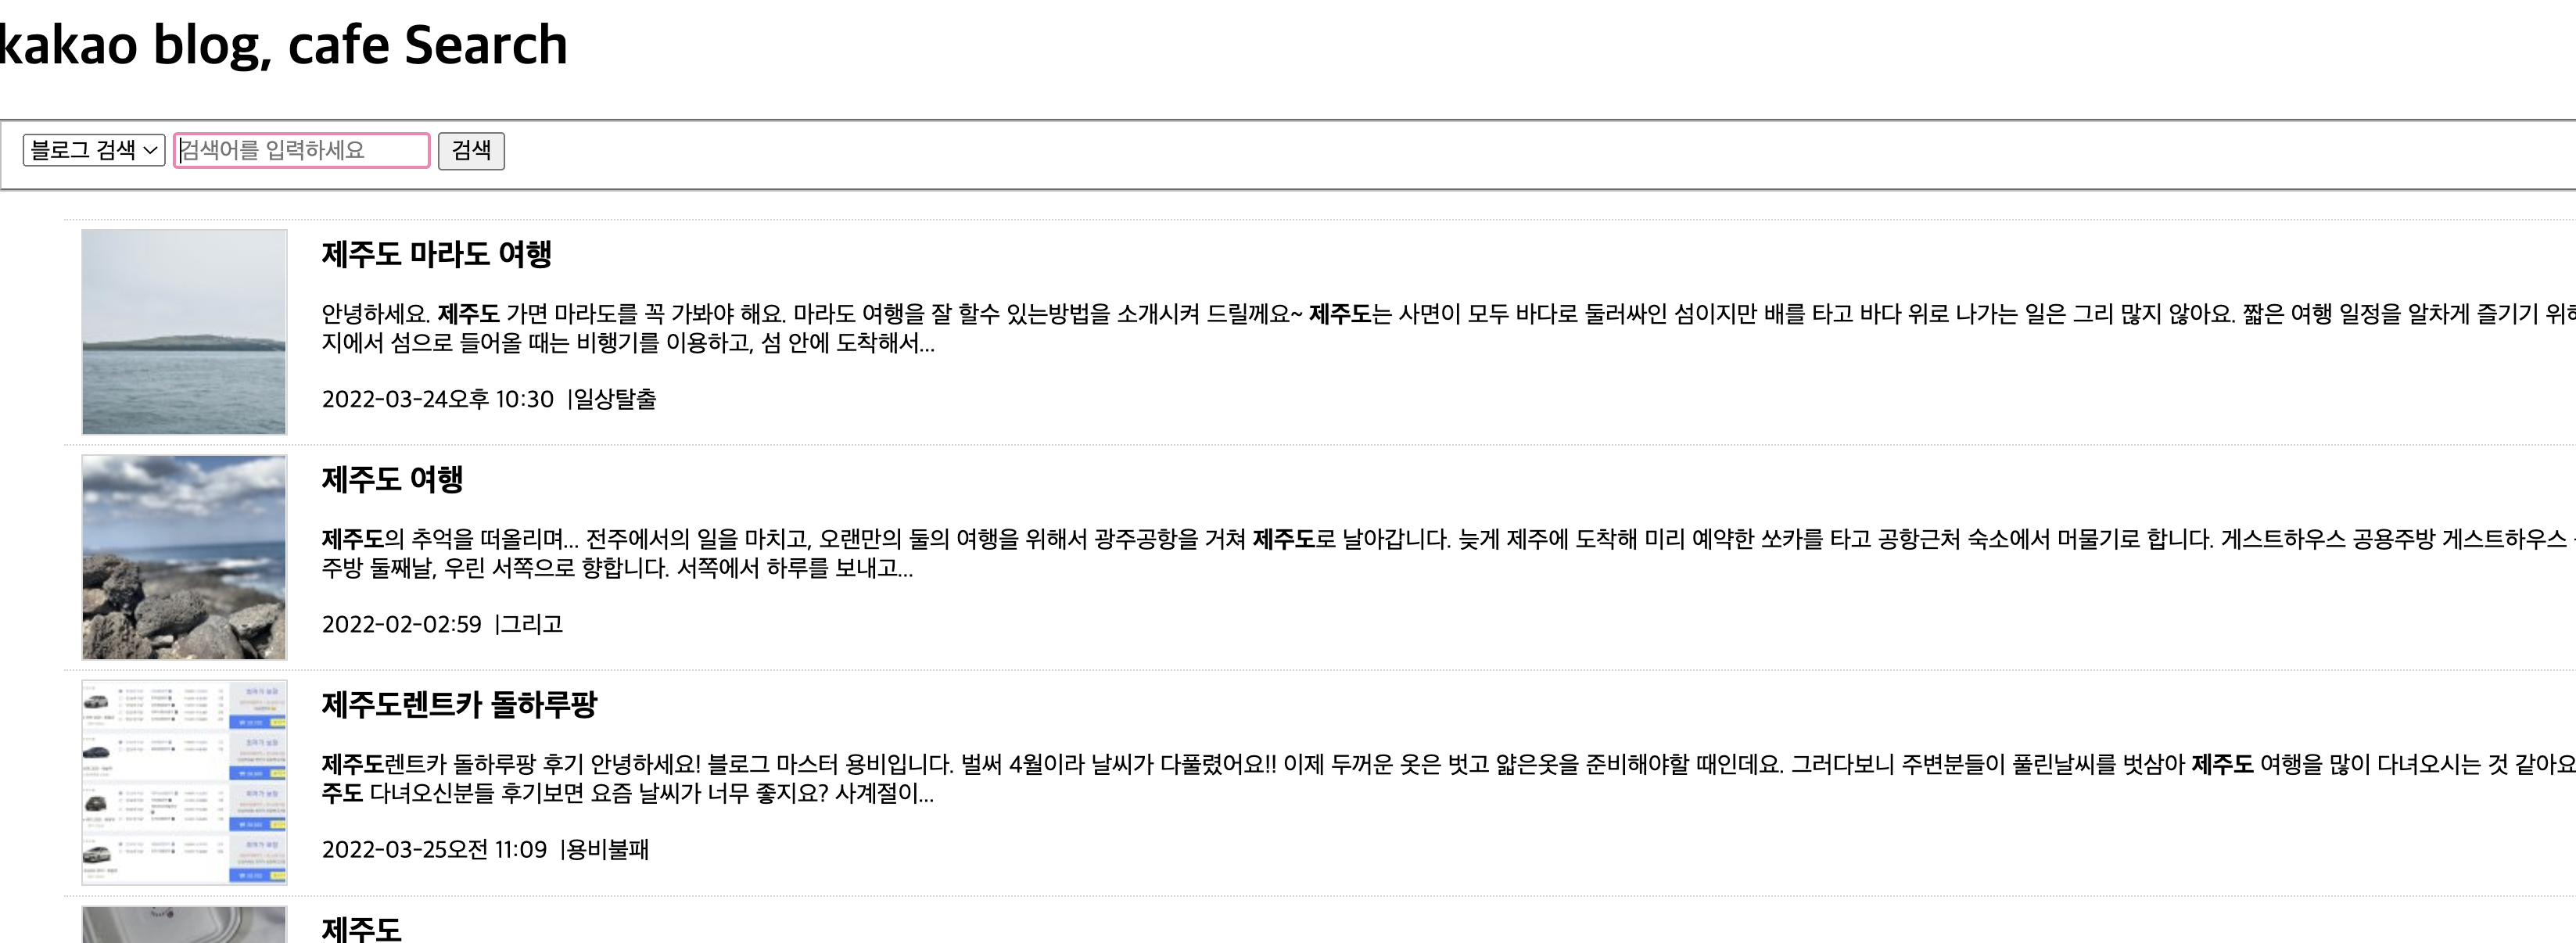 kakao blog, cafe Search
블로그 검색 검색어를 입력하세요 검색
제주도 마라도 여행
안녕하세요. 제주도 가면 마라도를 꼭 가봐야 해요. 마라도 여행을 잘 할수 있는방법을 소개시켜 드릴께요~ 제주도는 사면이 모두 바다로 둘러싸인 섬이지만 배를 타고 바다 위로 나가는 일은 그리 많지 않아요. 짧은 여행 일정을 알차게 즐기기
지에서 섬으로 들어올 때는 비행기를 이용하고, 섬 안에 도착해서...
2022-03-24오후 10:30 |일상탈출
제주도 여행
제주도의 추억을 떠올리며... 전주에서의 일을 마치고, 오랜만의 둘의 여행을 위해서 광주공항을 거쳐 제주도로 날아갑니다. 늦게 제주에 도착해 미리 예약한 쏘카를 타고 공항근처 숙소에서 머물기로 합니다. 게스트하우스 공용주방 게스트하우스
주방 둘째날, 우린 서쪽으로 향합니다. 서쪽에서 하루를 보내고...
2022-02-02:59 |그리고
제주도렌트카 돌하루팡
제주도렌트카 돌하루팡 후기 안녕하세요! 블로그 마스터 용비입니다. 벌써 4월이라 날씨가 다풀렸어요!! 이제 두꺼운 옷은 벗고 얇은옷을 준비해야할 때인데요. 그러다보니 주변분들이 풀린날씨를 벗삼아 제주도 여행을 많이 다녀오시는 것 같아요
주도 다녀오신분들 후기보면 요즘 날씨가 너무 좋지요? 사계절이...
2022-03-25오전 11:09 |용비불패
제주도